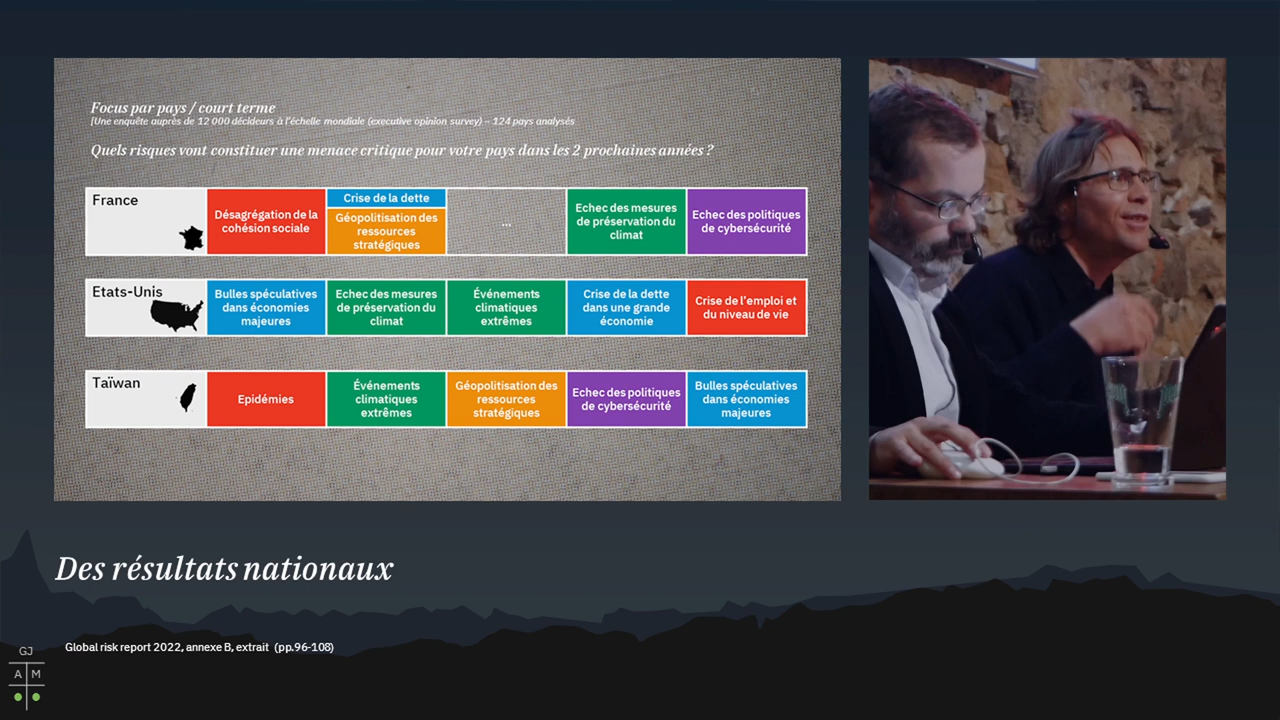 Focus par pays / court terme
[Une enquête auprès de 12 000 décideurs à l'échelle mondiale (executive opinion survey) – 124 pays analysés
Quels risques vont constituer une menace critique pour votre pays dans les 2 prochaines années ?
France
Désagrégation de la
cohésion sociale
Crise de la dette
Géopolitisation des
ressources
stratégiques
...
Echec des mesures
de préservation du
climat
Echec des politiques
de cybersécurité
Etats-Unis
Bulles spéculatives
dans économies
majeures
Echec des mesures
de préservation du
climat
Événements
climatiques
extrêmes
Crise de la dette
dans une grande
économie
Crise de l'emploi et
du niveau de vie
Taïwan
Epidémies
Événements
climatiques
extrêmes
Géopolitisation des
ressources
stratégiques
Echec des politiques
de cybersécurité
Bulles spéculatives
dans économies
majeures
Des résultats nationaux
Global risk report 2022, annexe B, extrait (pp.96-108)
GJ
A M